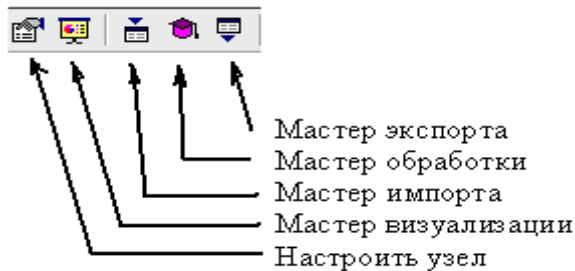 Мастер экспорта
Мастер обработки
Мастер импорта
Мастер визуализации
Настроить узел